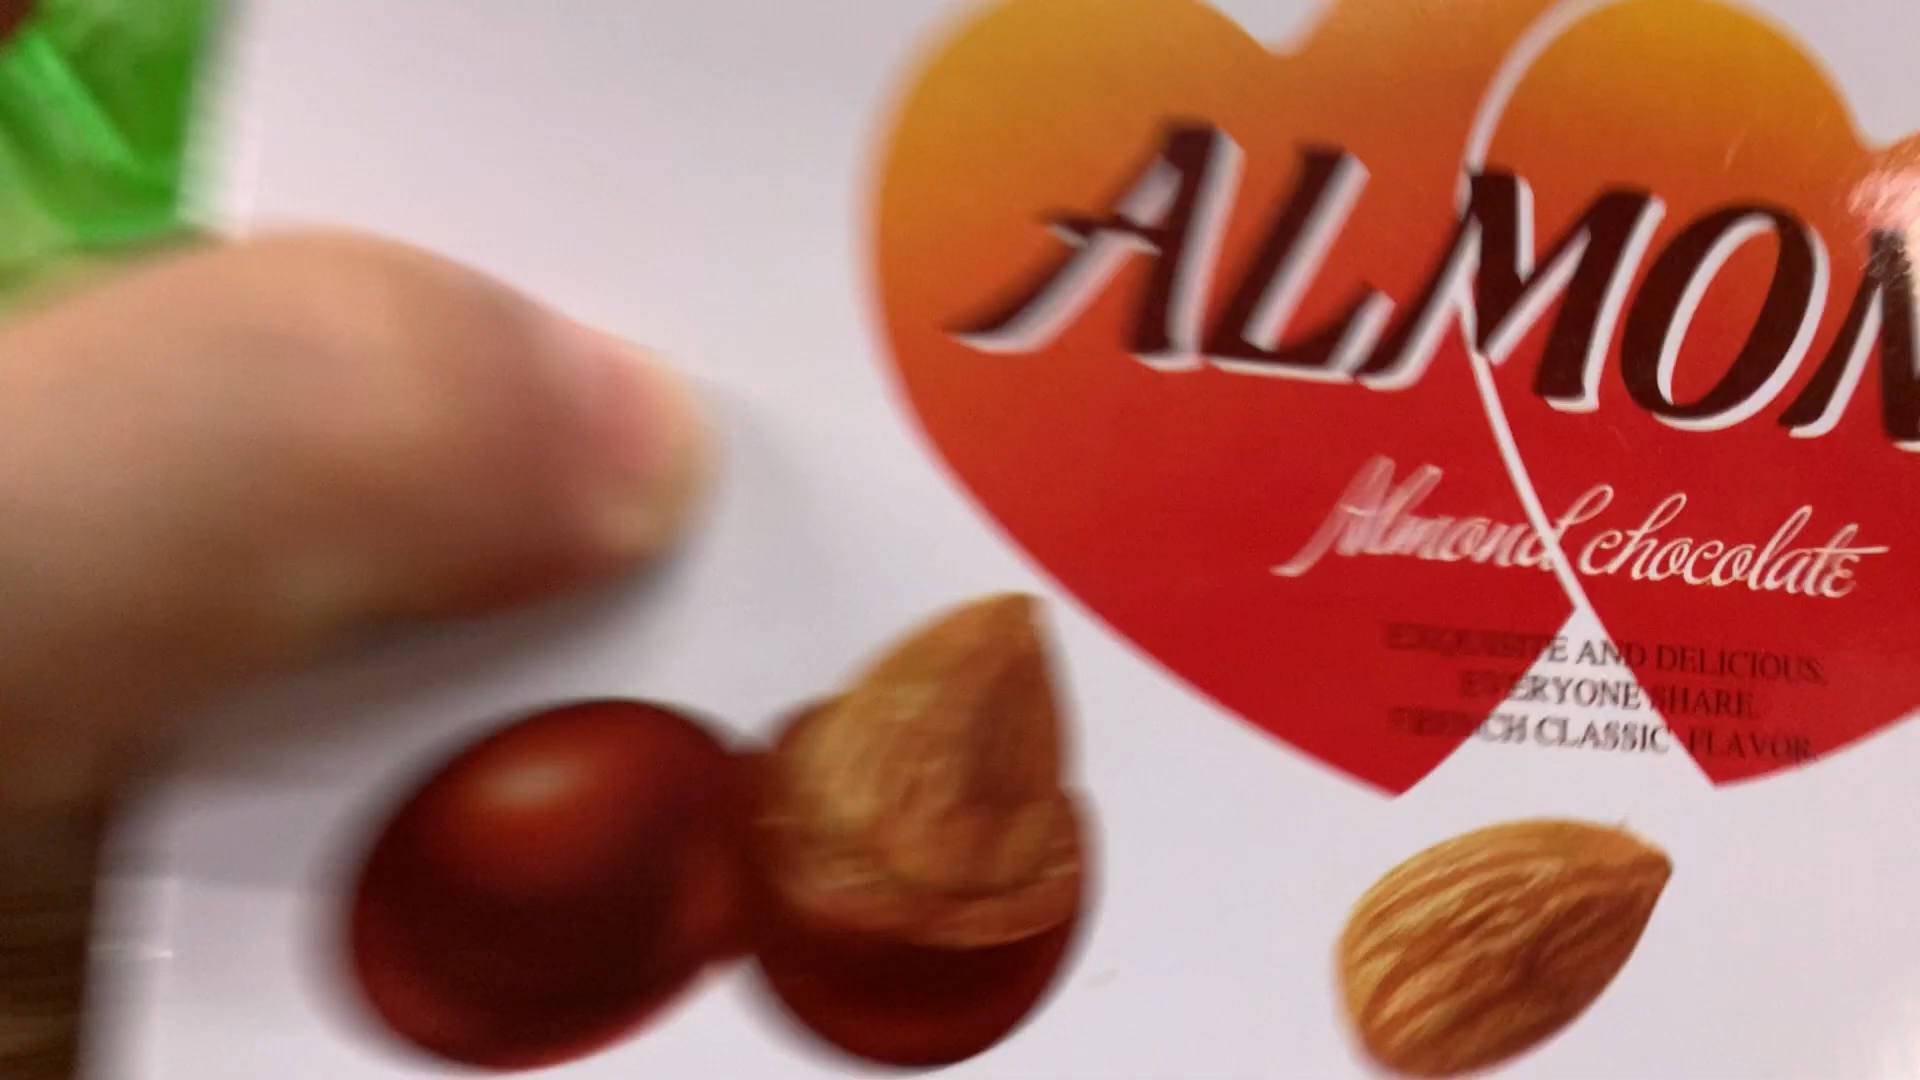 ALMON
Almond chocolate
EXQUISITE AND DELICIOUS,
EVERYONE SHARE.
FRENCH CLASSIC FLAVOR.